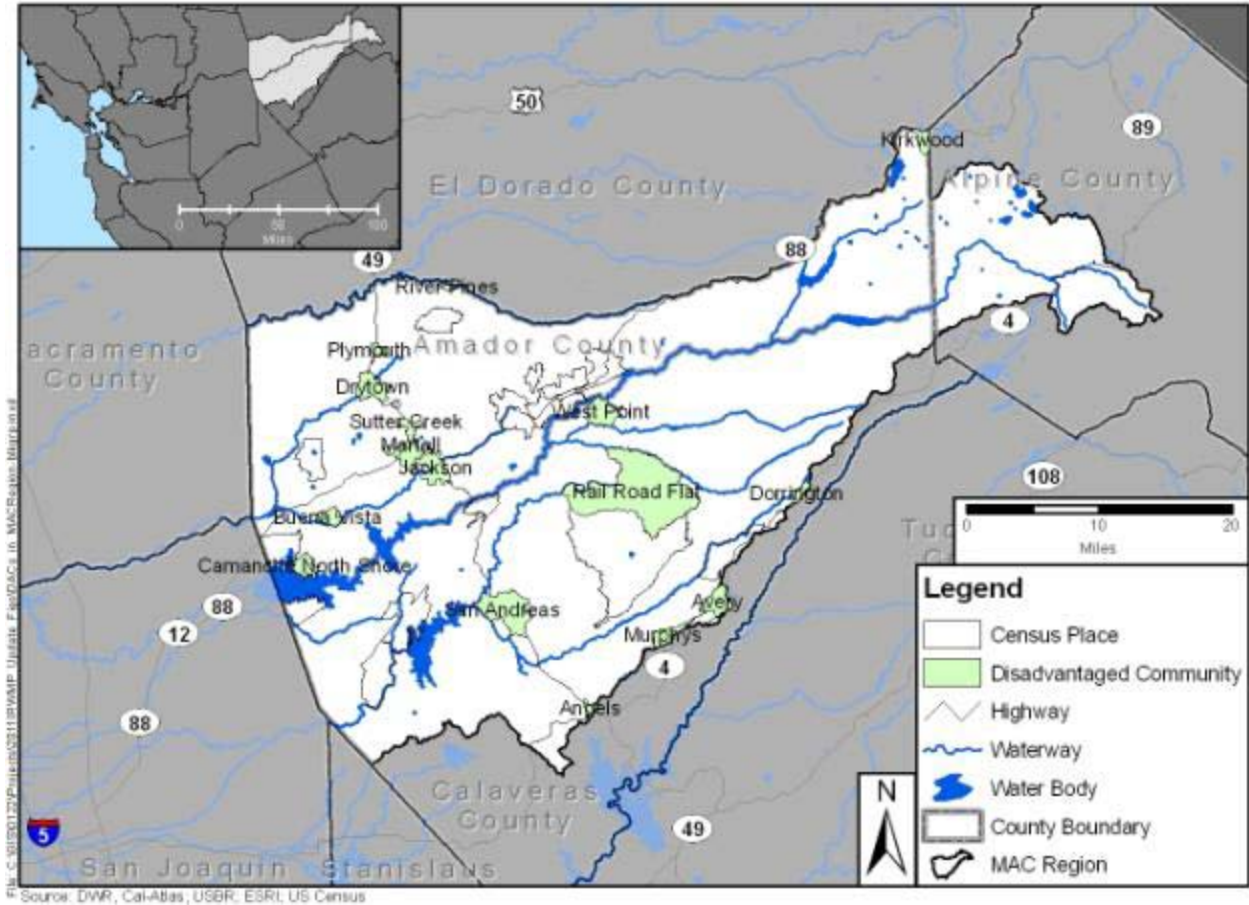 0
50
100
Miles
50
89
Kirkwood
El Dorado County
Alpine County
49
88
River Pines
4
acramento
County
Plymouth
Amador County
Drytown
West Point
Sutter Creek
Martell
Jackson
Rail Road Flat
Dorrington
108
Buena Vista
0
10
20
Miles
Camanche North Shore
88
12
San Andreas
Avery
Murphys
4
88
Angels
Calaveras
County
49
5
San Joaquin
Stanislaus
N
Legend
Census Place
Disadvantaged Community
Highway
Waterway
Water Body
County Boundary
MAC Region
Source: DWR, Cal-Atlas; USBR; ESRI; US Census